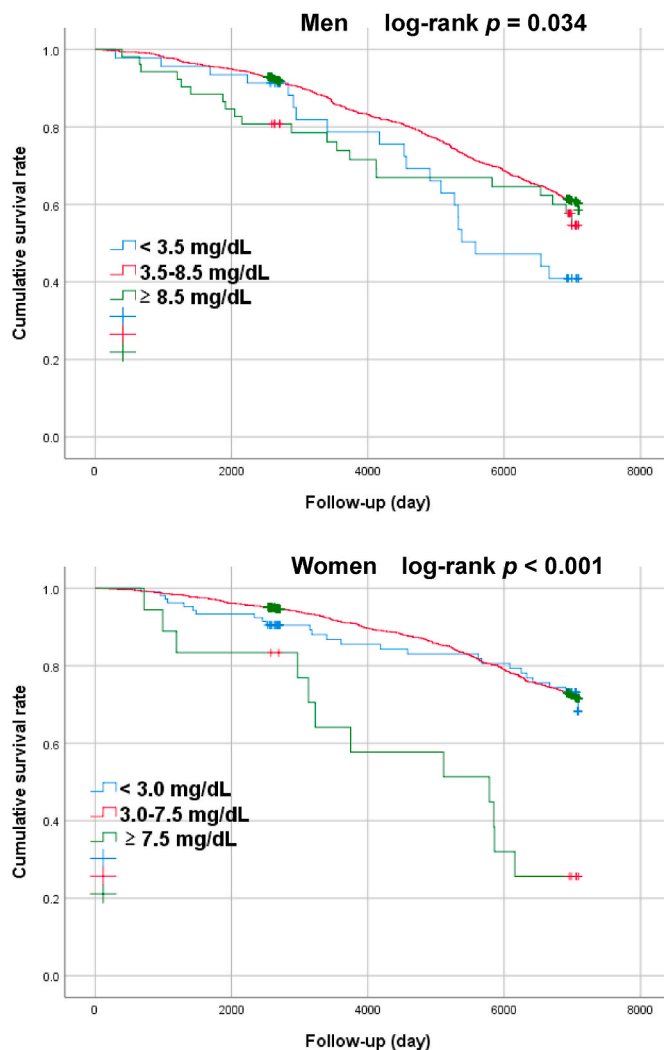 Men log-rank p = 0.034
Cumulative survival rate
1.0
0.8
0.6
0.4
0.2
0.0
< 3.5 mg/dL
3.5-8.5 mg/dL
≥ 8.5 mg/dL
0 2000 4000 6000 8000
Follow-up (day)
Women log-rank p < 0.001
Cumulative survival rate
1.0
0.8
0.6
0.4
0.2
0.0
< 3.0 mg/dL
3.0-7.5 mg/dL
≥ 7.5 mg/dL
0 2000 4000 6000 8000
Follow-up (day)